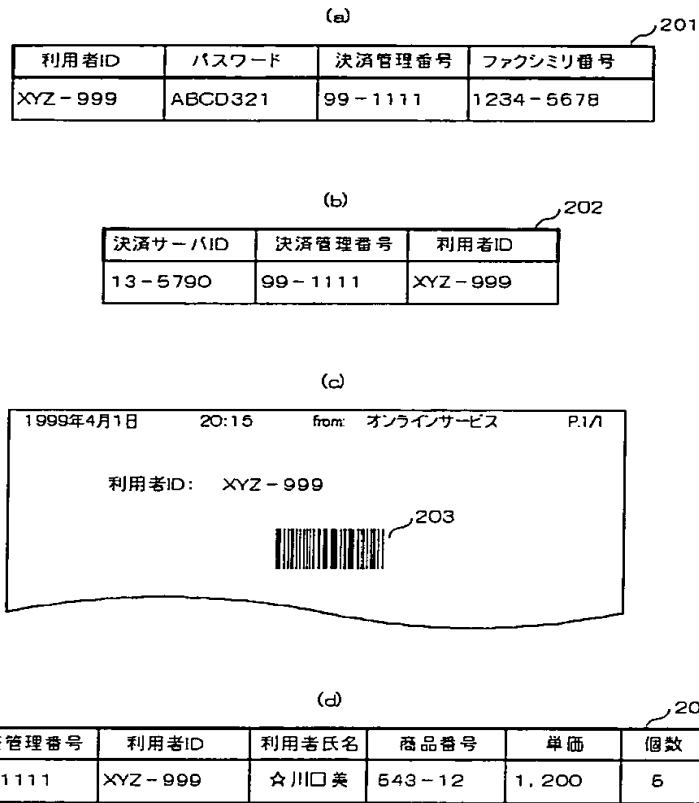 (a)
201
利用者ID パスワード 決済管理番号 ファクシミリ番号
XYZ-999 ABCD321 99-1111 1234-5678
(b)
202
決済サーバID 決済管理番号 利用者ID
13-5790 99-1111 XYZ-999
(c)
1999年4月1日 20:15 from: オンラインサービス P.1/1
利用者ID: XYZ-999
203
(d)
20
管理番号 利用者ID 利用者氏名 商品番号 単価 個数
1111 XYZ-999 ☆川口美 543-12 1,200